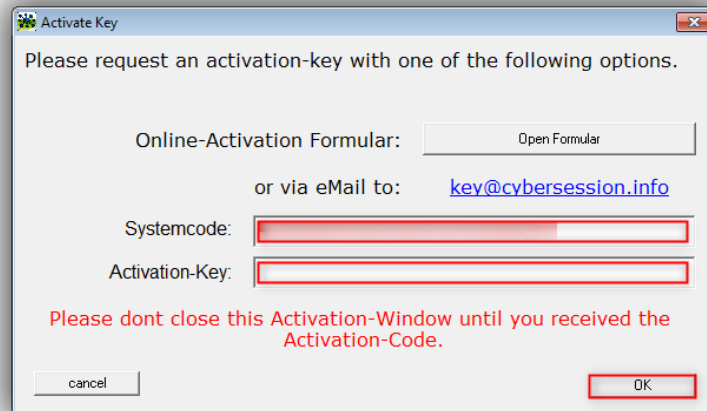 Activate Key
Please request an activation-key with one of the following options.
Online-Activation Formular: Open Formular
or via eMail to: key@cybersession.info
Systemcode:
Activation-Key:
Please dont close this Activation-Window until you received the
Activation-Code.
cancel OK